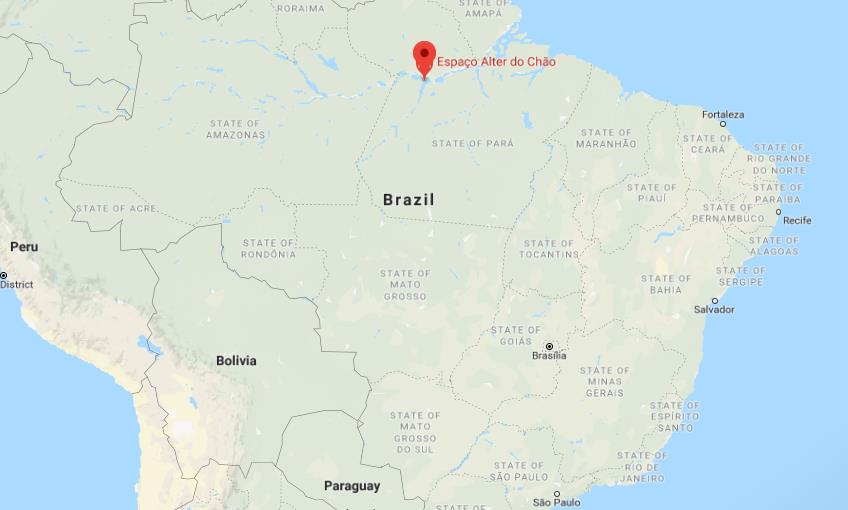 RORAIMA
STATE OF
AMAPÁ
Espaço Alter do Chão
STATE OF
AMAZONAS
STATE OF PARÁ
STATE OF
MARANHÃO
Fortaleza
STATE OF
CEARÁ
STATE OF
RIO GRANDE
DO NORTE
STATE OF
PIAUÍ
STATE OF
PARAÍBA
STATE OF
PERNAMBUCO
Recife
STATE OF ACRE
Brazil
STATE OF
ALAGOAS
Peru
STATE OF
RONDÔNIA
STATE OF
TOCANTINS
STATE OF
SERGIPE
STATE OF
MATO
GROSSO
STATE OF
BAHIA
District
Salvador
STATE OF
GOIÁS
Brasília
Bolivia
STATE OF
MINAS
GERAIS
STATE OF
MATO
GROSSO
DO SUL
STATE OF
ESPÍRITO
SANTO
STATE OF
SÃO PAULO
STATE OF
RIO DE
JANEIRO
Paraguay
São Paulo